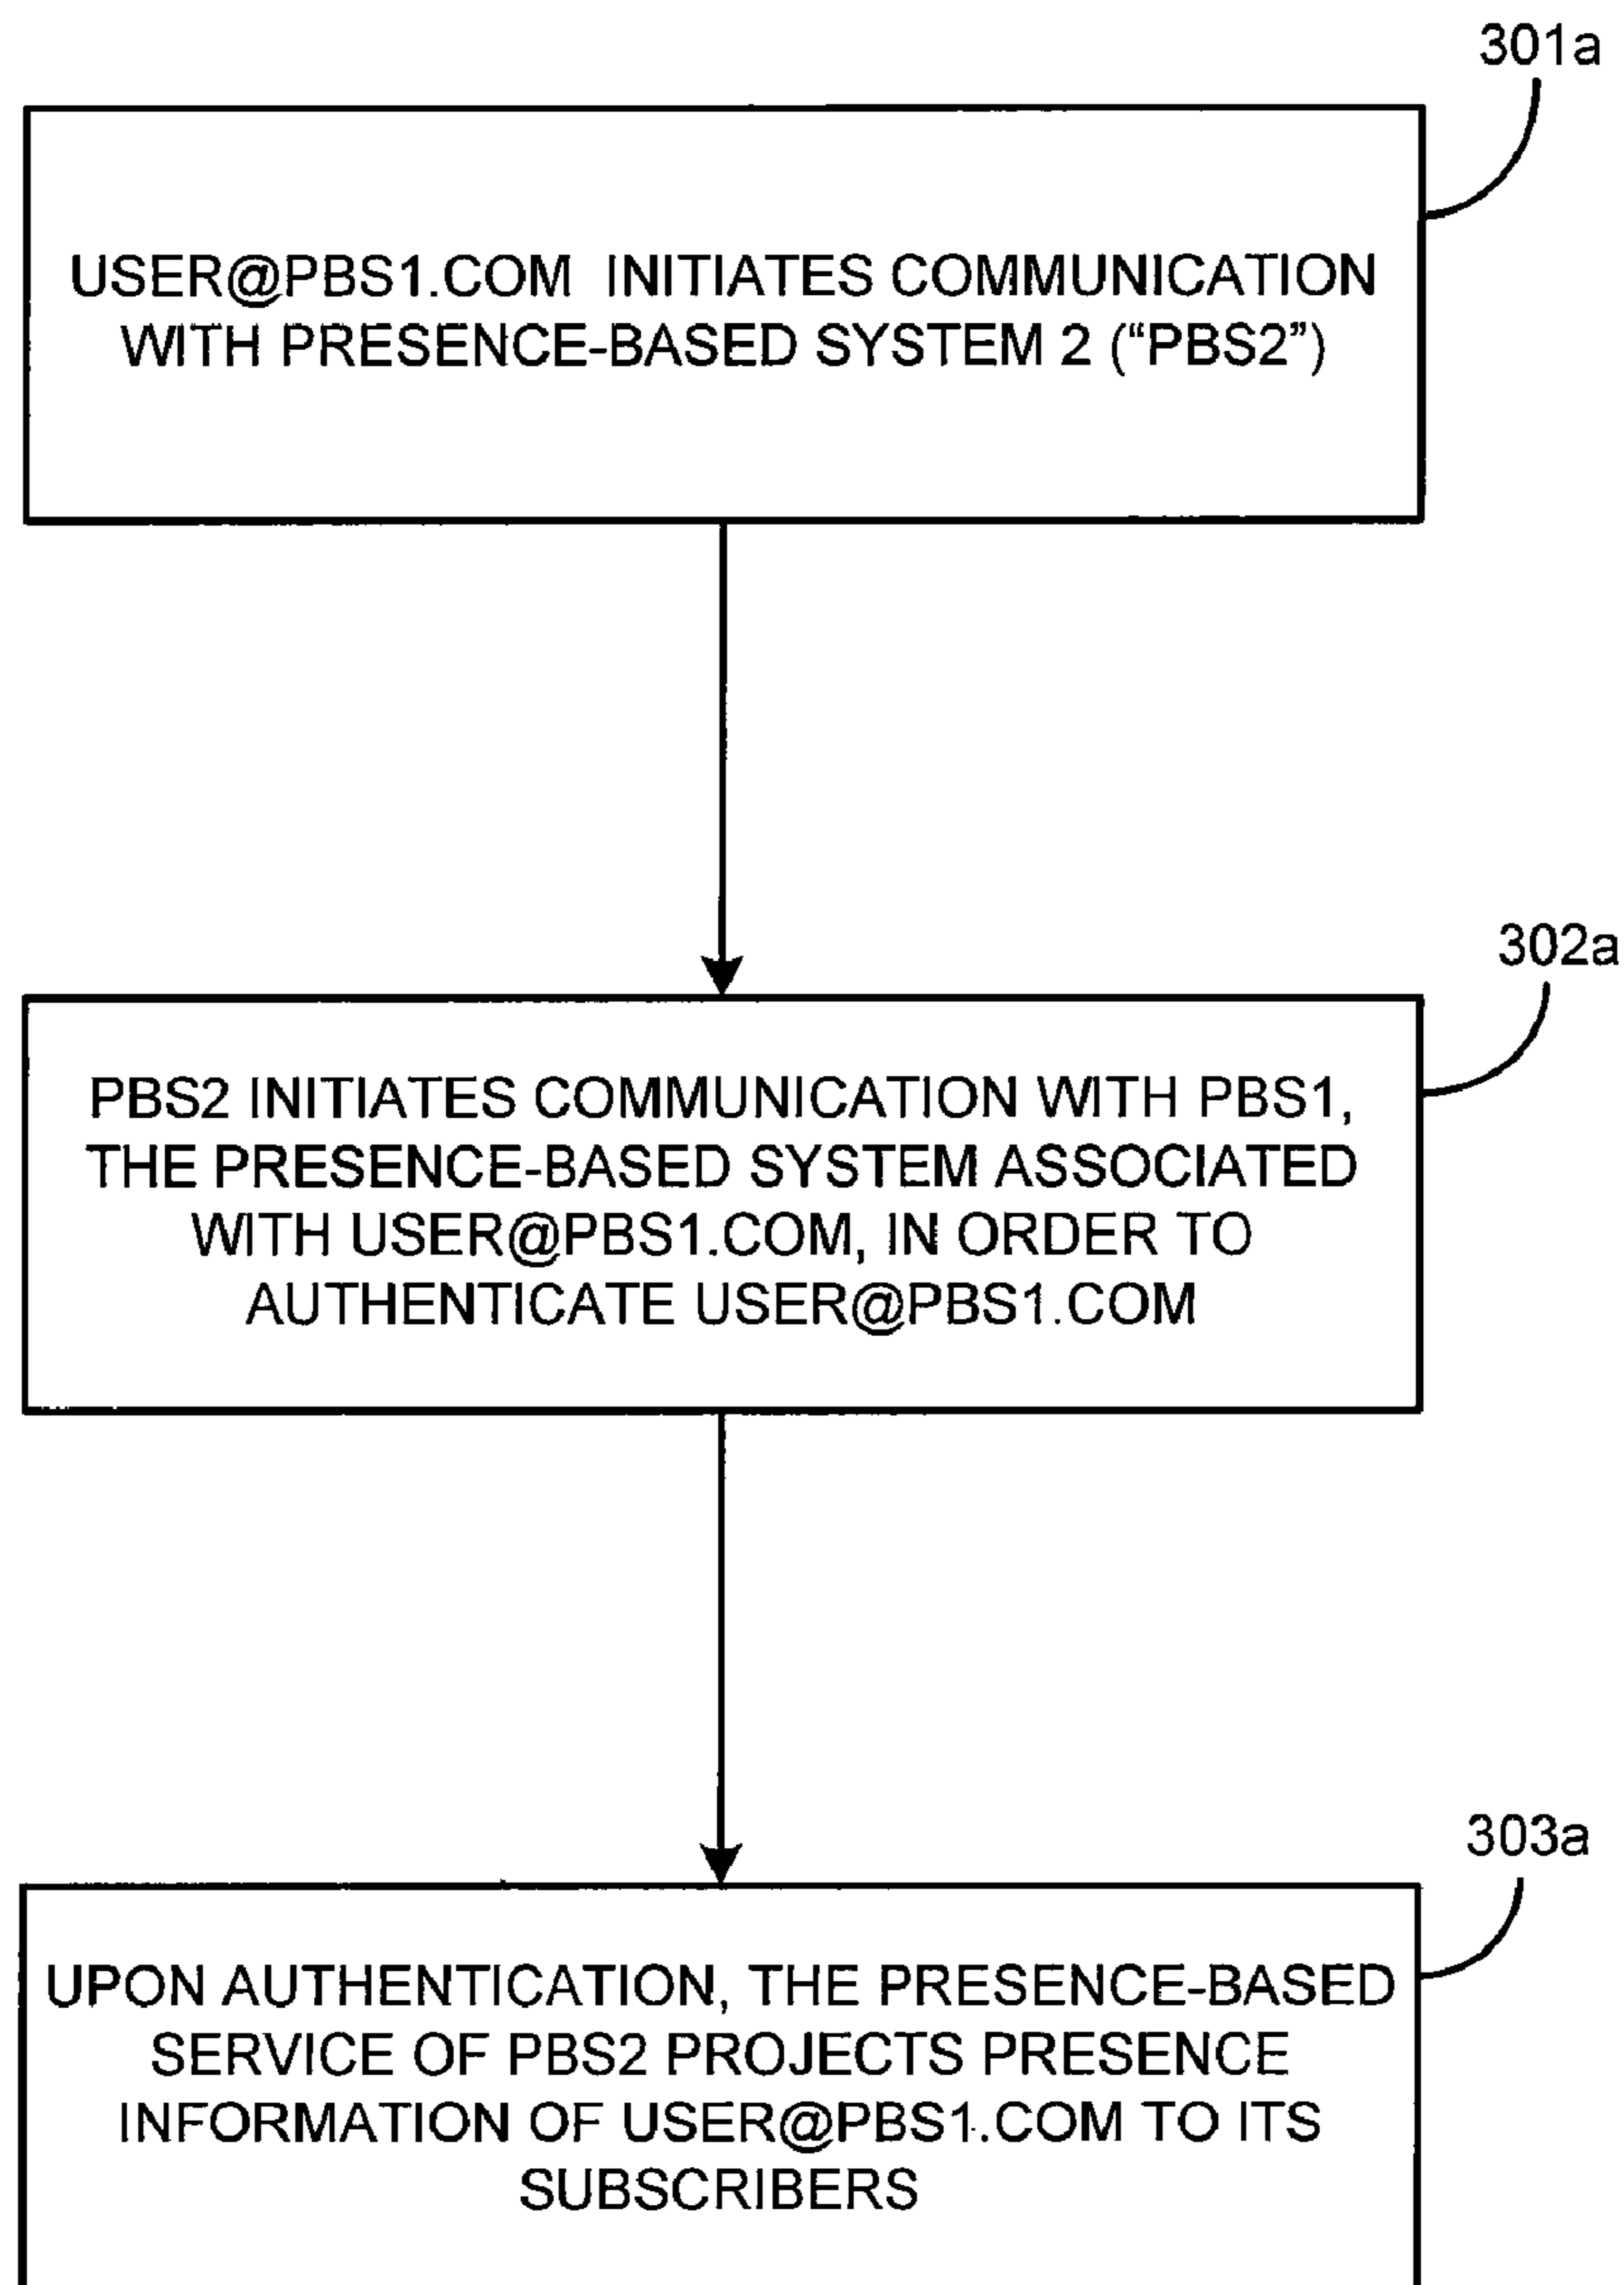 301a
USER@PBS1.COM INITIATES COMMUNICATION
WITH PRESENCE-BASED SYSTEM 2 (“PBS2”)
302a
PBS2 INITIATES COMMUNICATION WITH PBS1,
THE PRESENCE-BASED SYSTEM ASSOCIATED
WITH USER@PBS1.COM, IN ORDER TO
AUTHENTICATE USER@PBS1.COM
303a
UPON AUTHENTICATION, THE PRESENCE-BASED
SERVICE OF PBS2 PROJECTS PRESENCE
INFORMATION OF USER@PBS1.COM TO ITS
SUBSCRIBERS